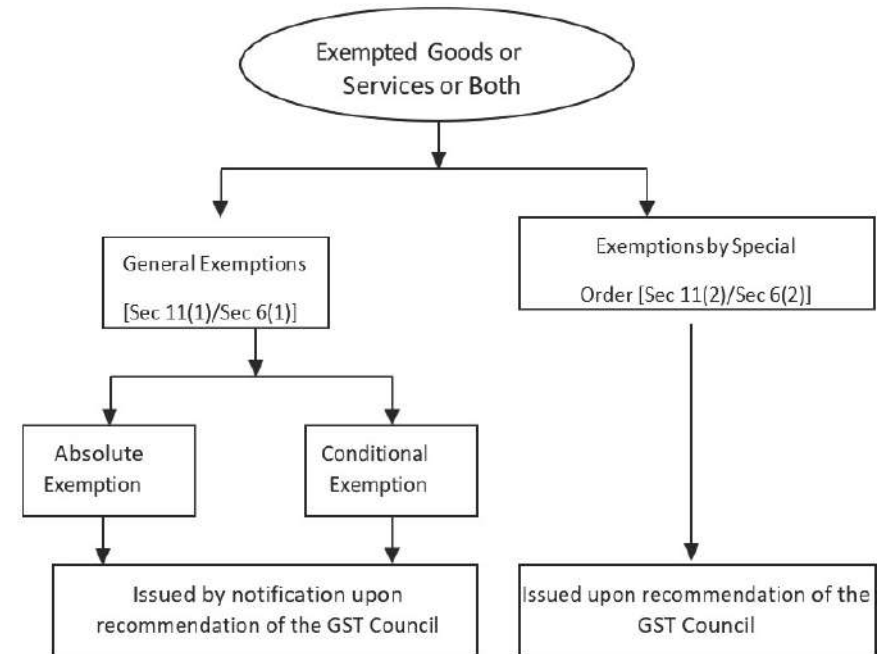 Exempted Goods or
Services or Both
General Exemptions
[Sec 11(1)/Sec 6(1)]
Exemptions by Special
Order [Sec 11(2)/Sec 6(2)]
Absolute
Exemption
Conditional
Exemption
Issued by notification upon
recommendation of the GST Council
Issued upon recommendation of the
GST Council